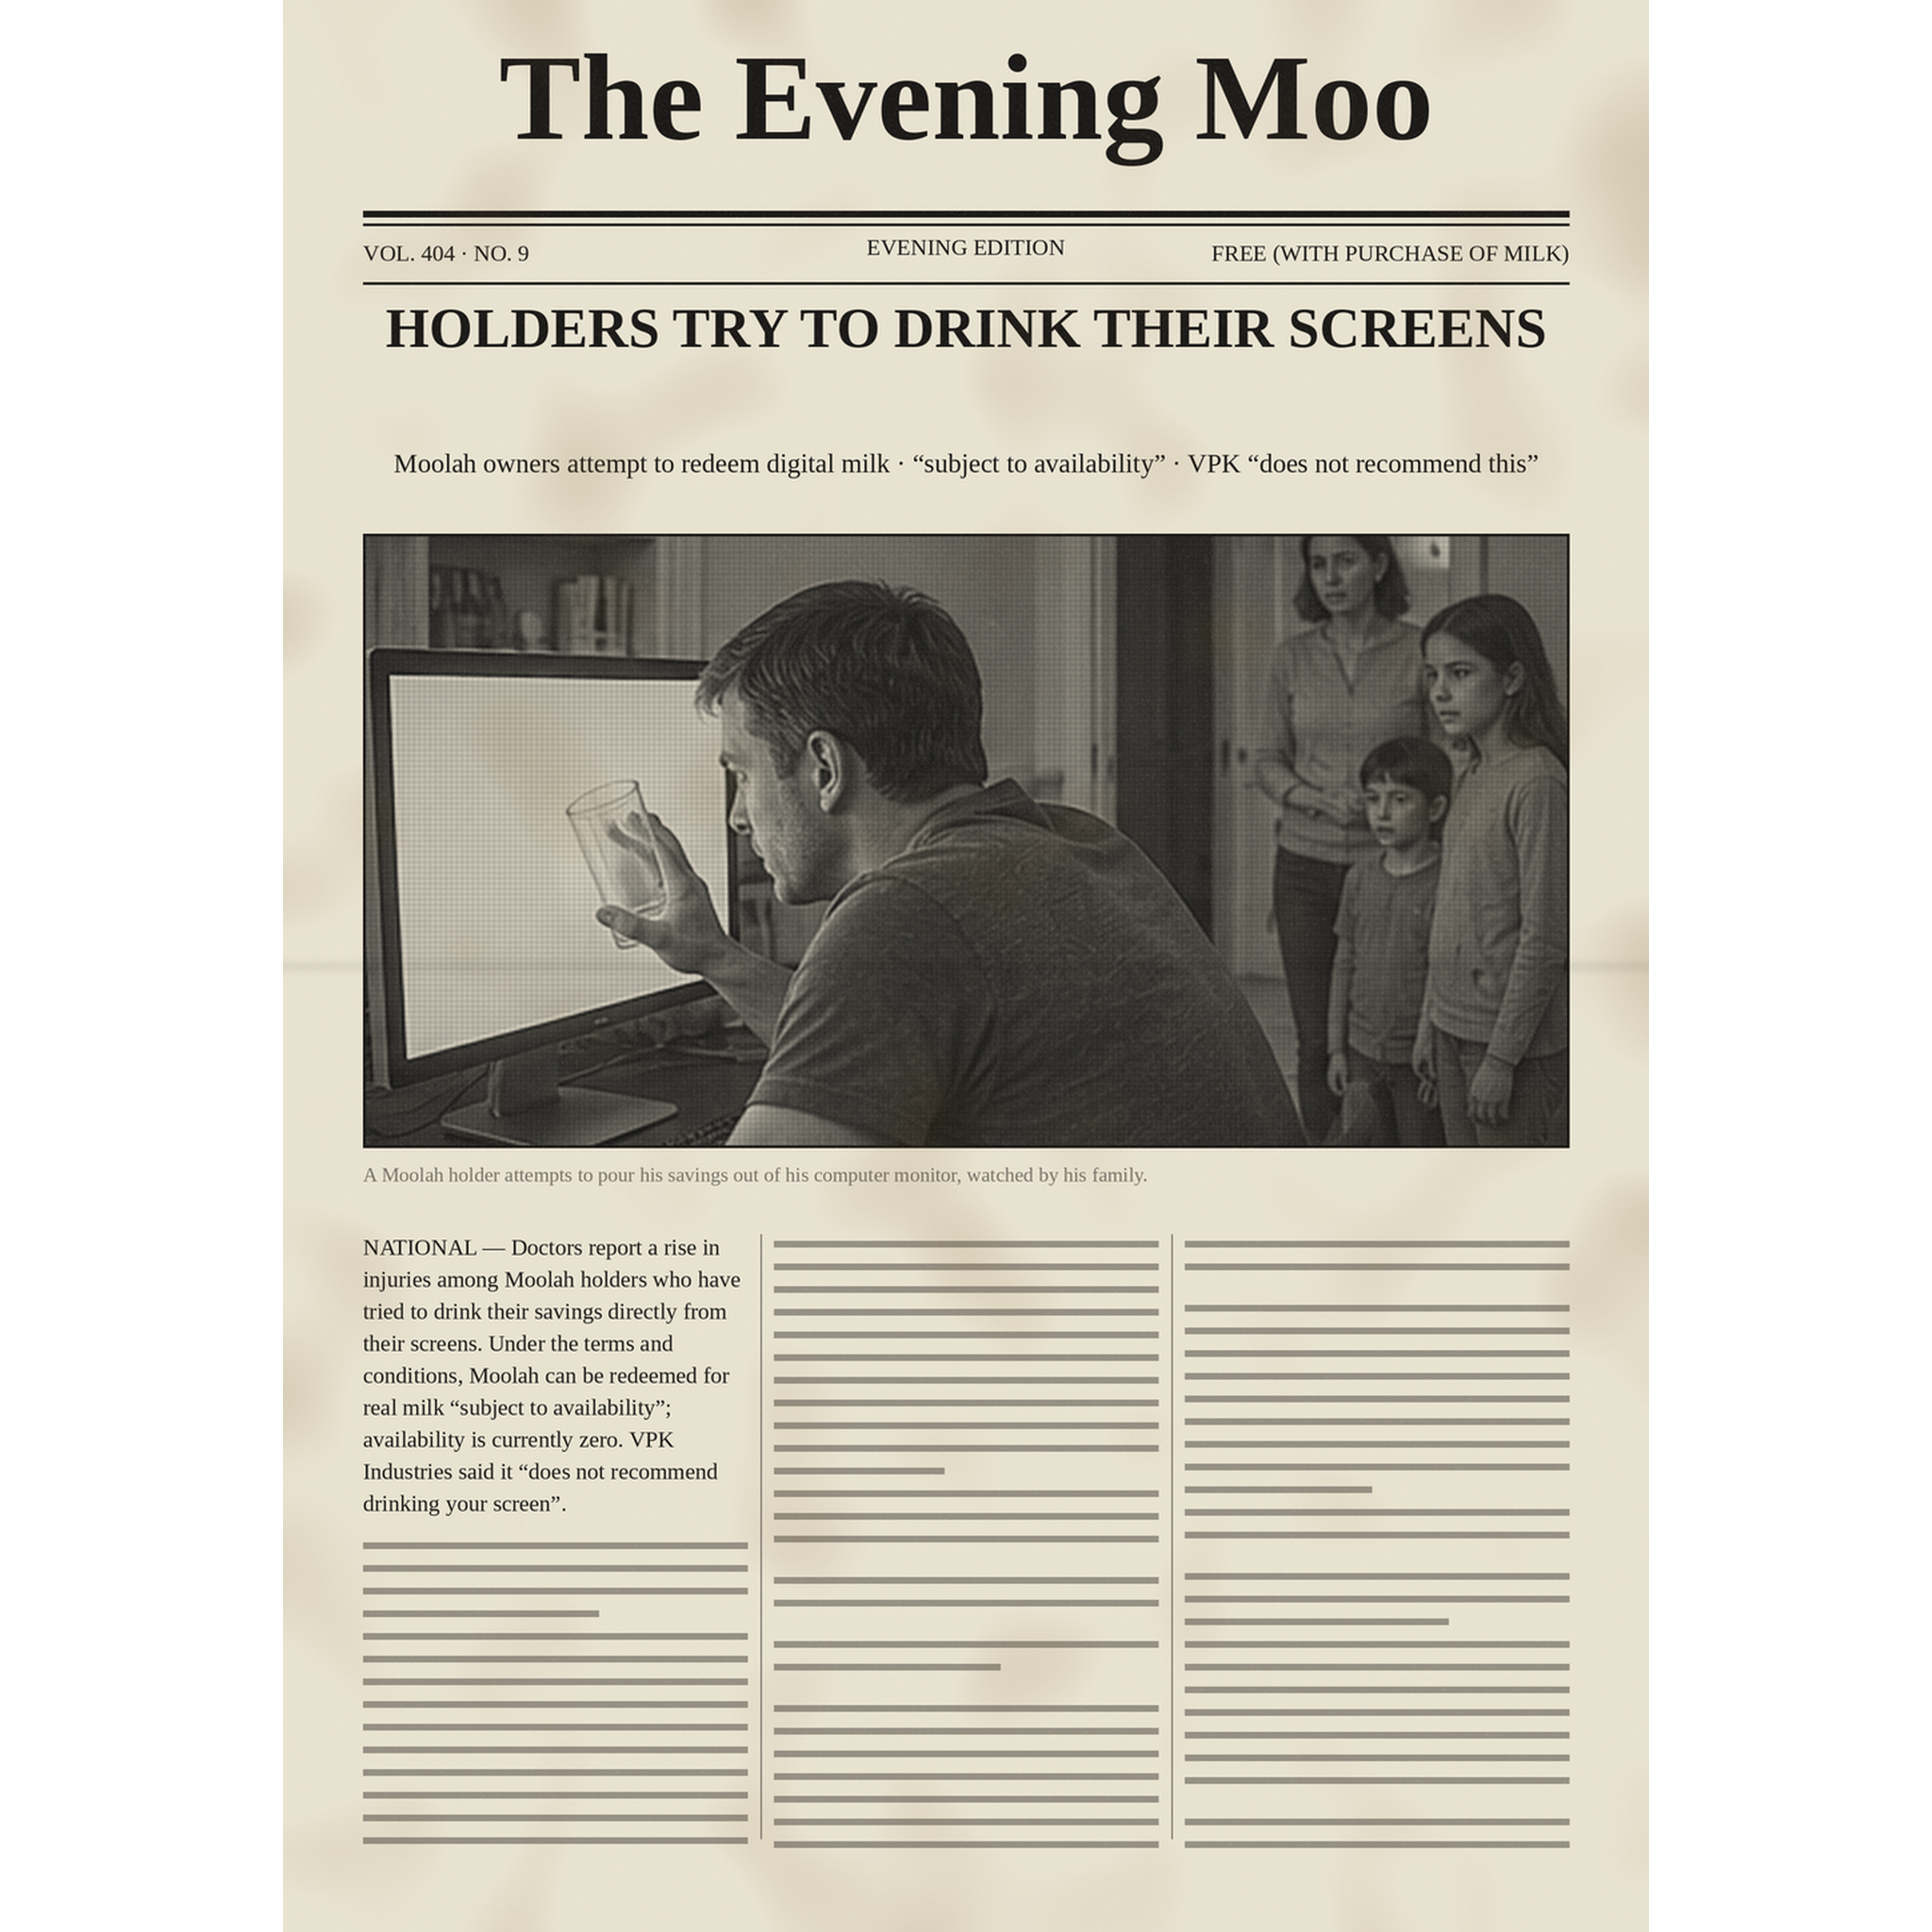 The Evening Moo
VOL. 404 · NO. 9
EVENING EDITION
FREE (WITH PURCHASE OF MILK)
HOLDERS TRY TO DRINK THEIR SCREENS
Moolah owners attempt to redeem digital milk · “subject to availability” · VPK “does not recommend this”
A Moolah holder attempts to pour his savings out of his computer monitor, watched by his family.
NATIONAL — Doctors report a rise in
injuries among Moolah holders who have
tried to drink their savings directly from
their screens. Under the terms and
conditions, Moolah can be redeemed for
real milk “subject to availability”;
availability is currently zero. VPK
Industries said it “does not recommend
drinking your screen”.